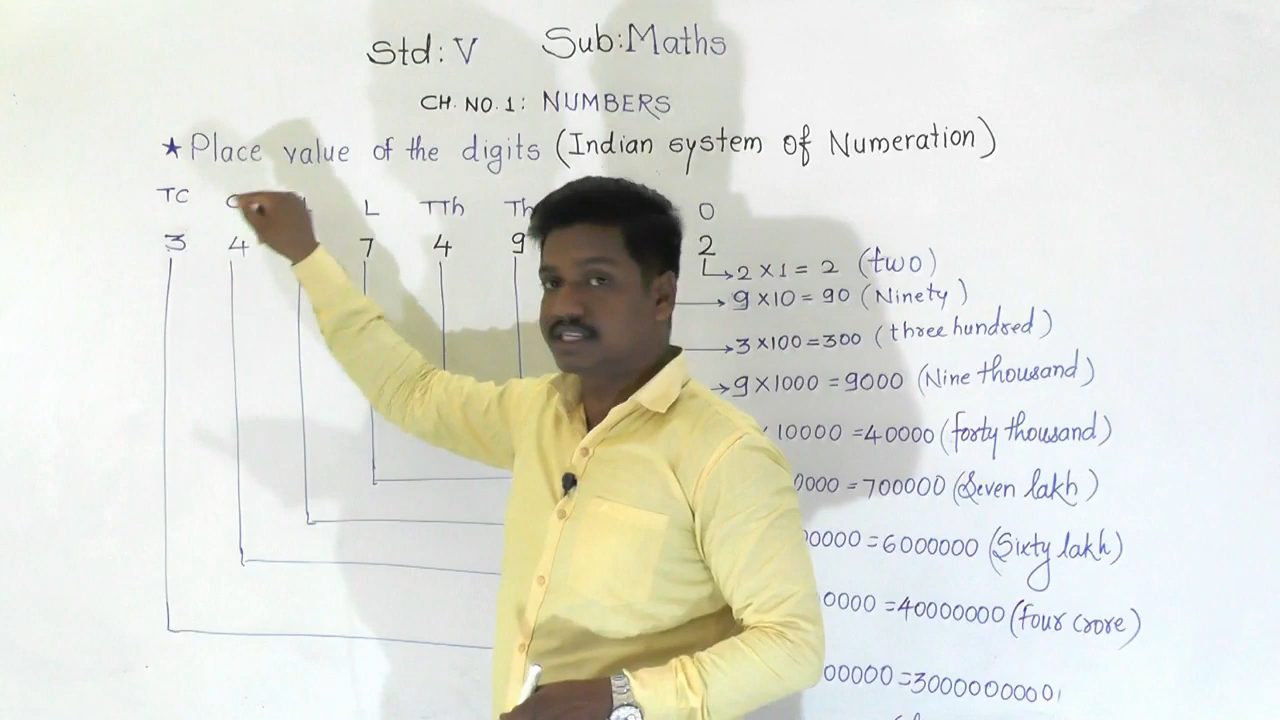 Std: V Sub: Maths
CH. NO. 1: NUMBERS
★ Place value of the digits (Indian system of Numeration)
TC L TTh Th O
3 4 7 4 9 2
→ 2 × 1 = 2 (two)
→ 9 × 10 = 90 (Ninety)
→ 3 × 100 = 300 (three hundred)
→ 9 × 1000 = 9000 (Nine thousand)
10000 = 40000 (forty thousand)
0000 = 700000 (Seven lakh)
00000 = 6000000 (Sixty lakh)
0000 = 40000000 (four crore)
00000 =